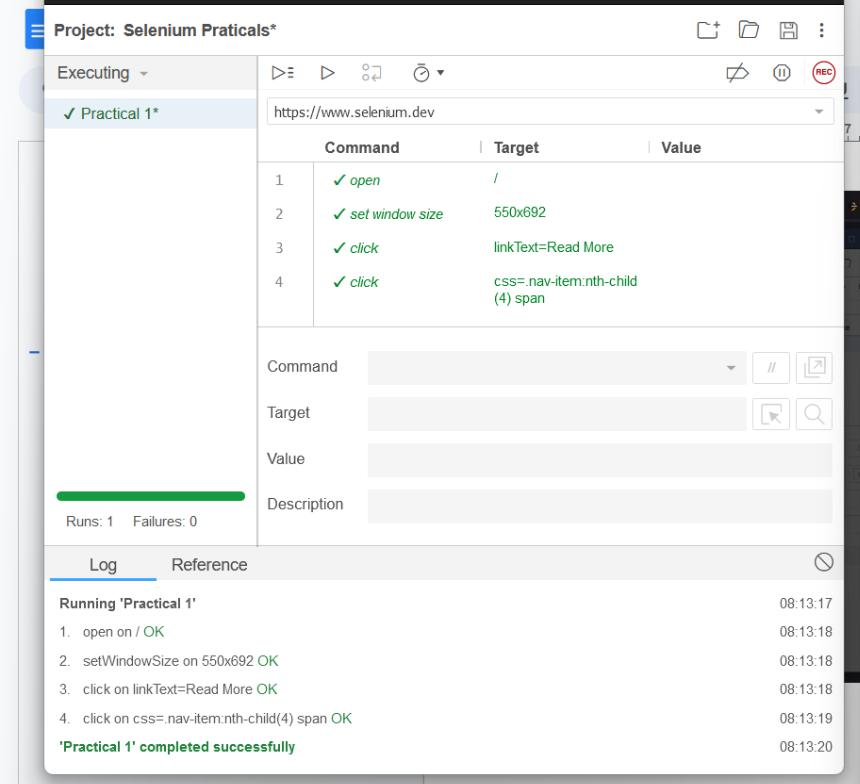 Project: Selenium Praticals*
Executing
REC
✓ Practical 1*
https://www.selenium.dev
Command Target Value
1 ✓ open /
2 ✓ set window size 550x692
3 ✓ click linkText=Read More
4 ✓ click css=.nav-item:nth-child
(4) span
Command //
Target
Value
Description
Runs: 1 Failures: 0
Log Reference
Running 'Practical 1' 08:13:17
1. open on / OK 08:13:18
2. setWindowSize on 550x692 OK 08:13:18
3. click on linkText=Read More OK 08:13:18
4. click on css=.nav-item:nth-child(4) span OK 08:13:19
'Practical 1' completed successfully 08:13:20
7